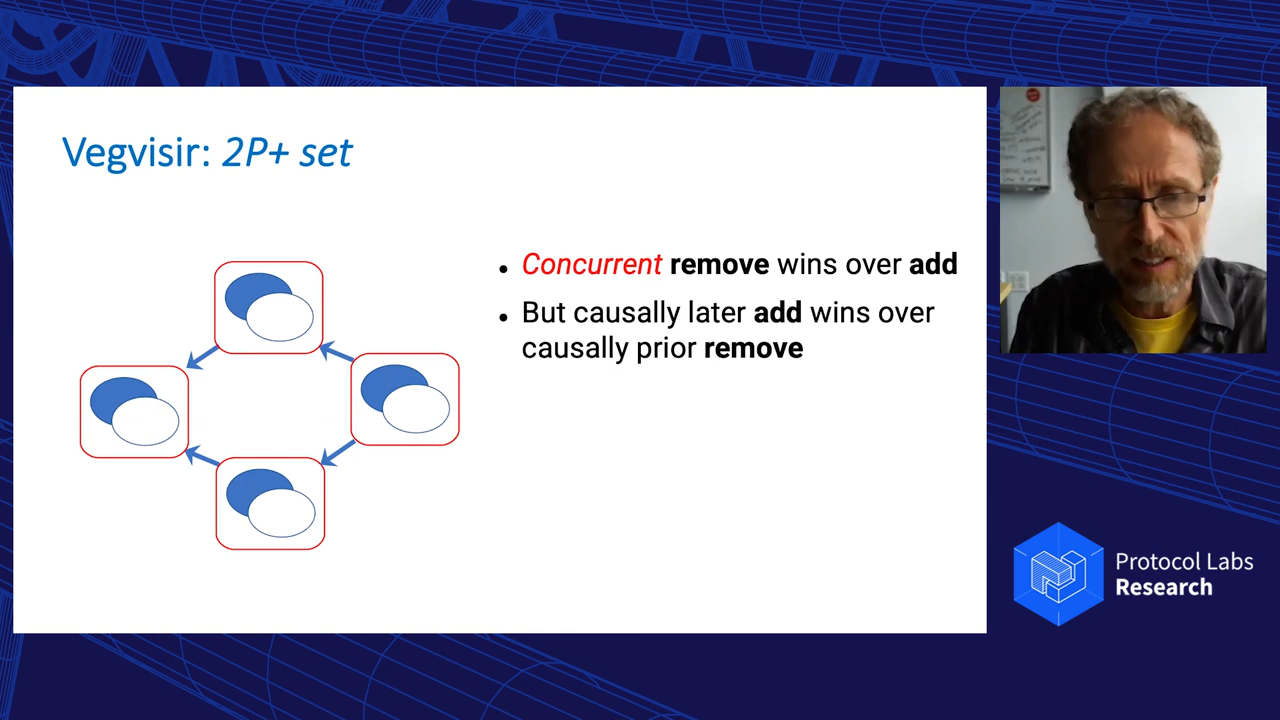 Vegvisir: 2P+ set
• Concurrent remove wins over add
• But causally later add wins over
causally prior remove
Protocol Labs
Research